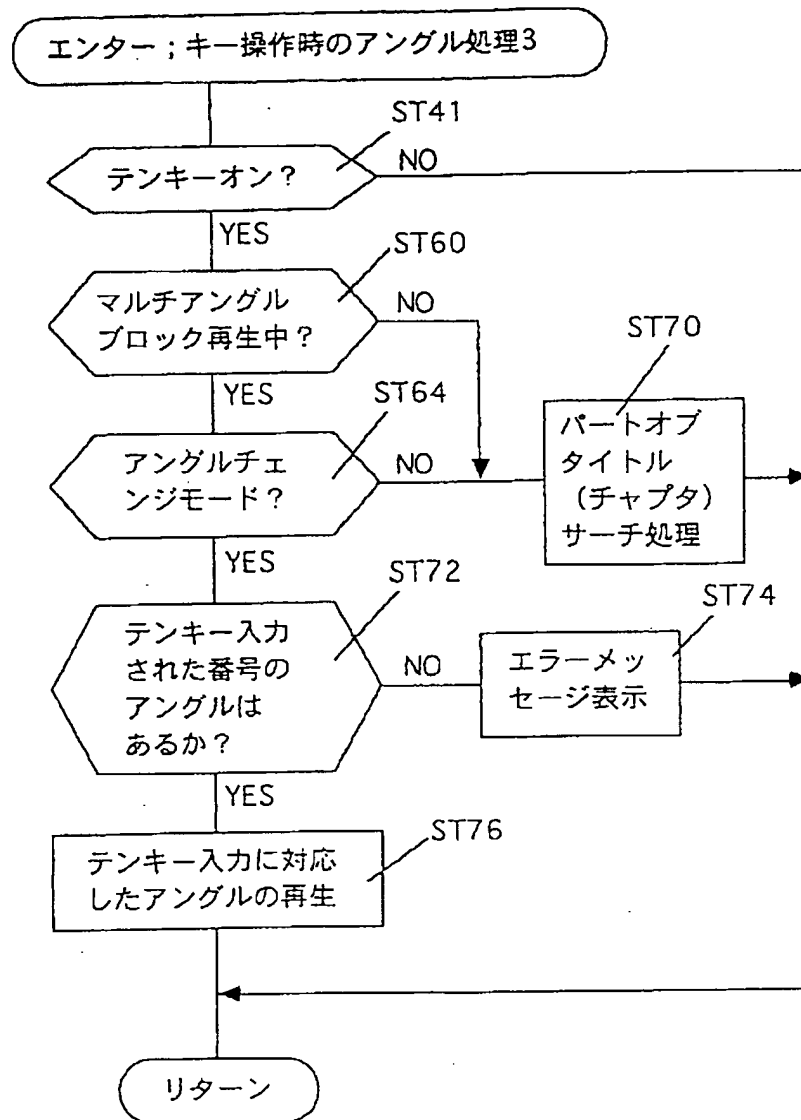 エンター；キー操作時のアングル処理3
ST41
テンキーオン？
NO
YES
ST60
マルチアングル
ブロック再生中？
NO
YES
ST64
アングルチェ
ンジモード？
NO
ST70
パートオブ
タイトル
（チャプタ）
サーチ処理
YES
ST72
テンキー入力
された番号の
アングルは
あるか？
NO
ST74
エラーメッ
セージ表示
YES
ST76
テンキー入力に対応
したアングルの再生
リターン